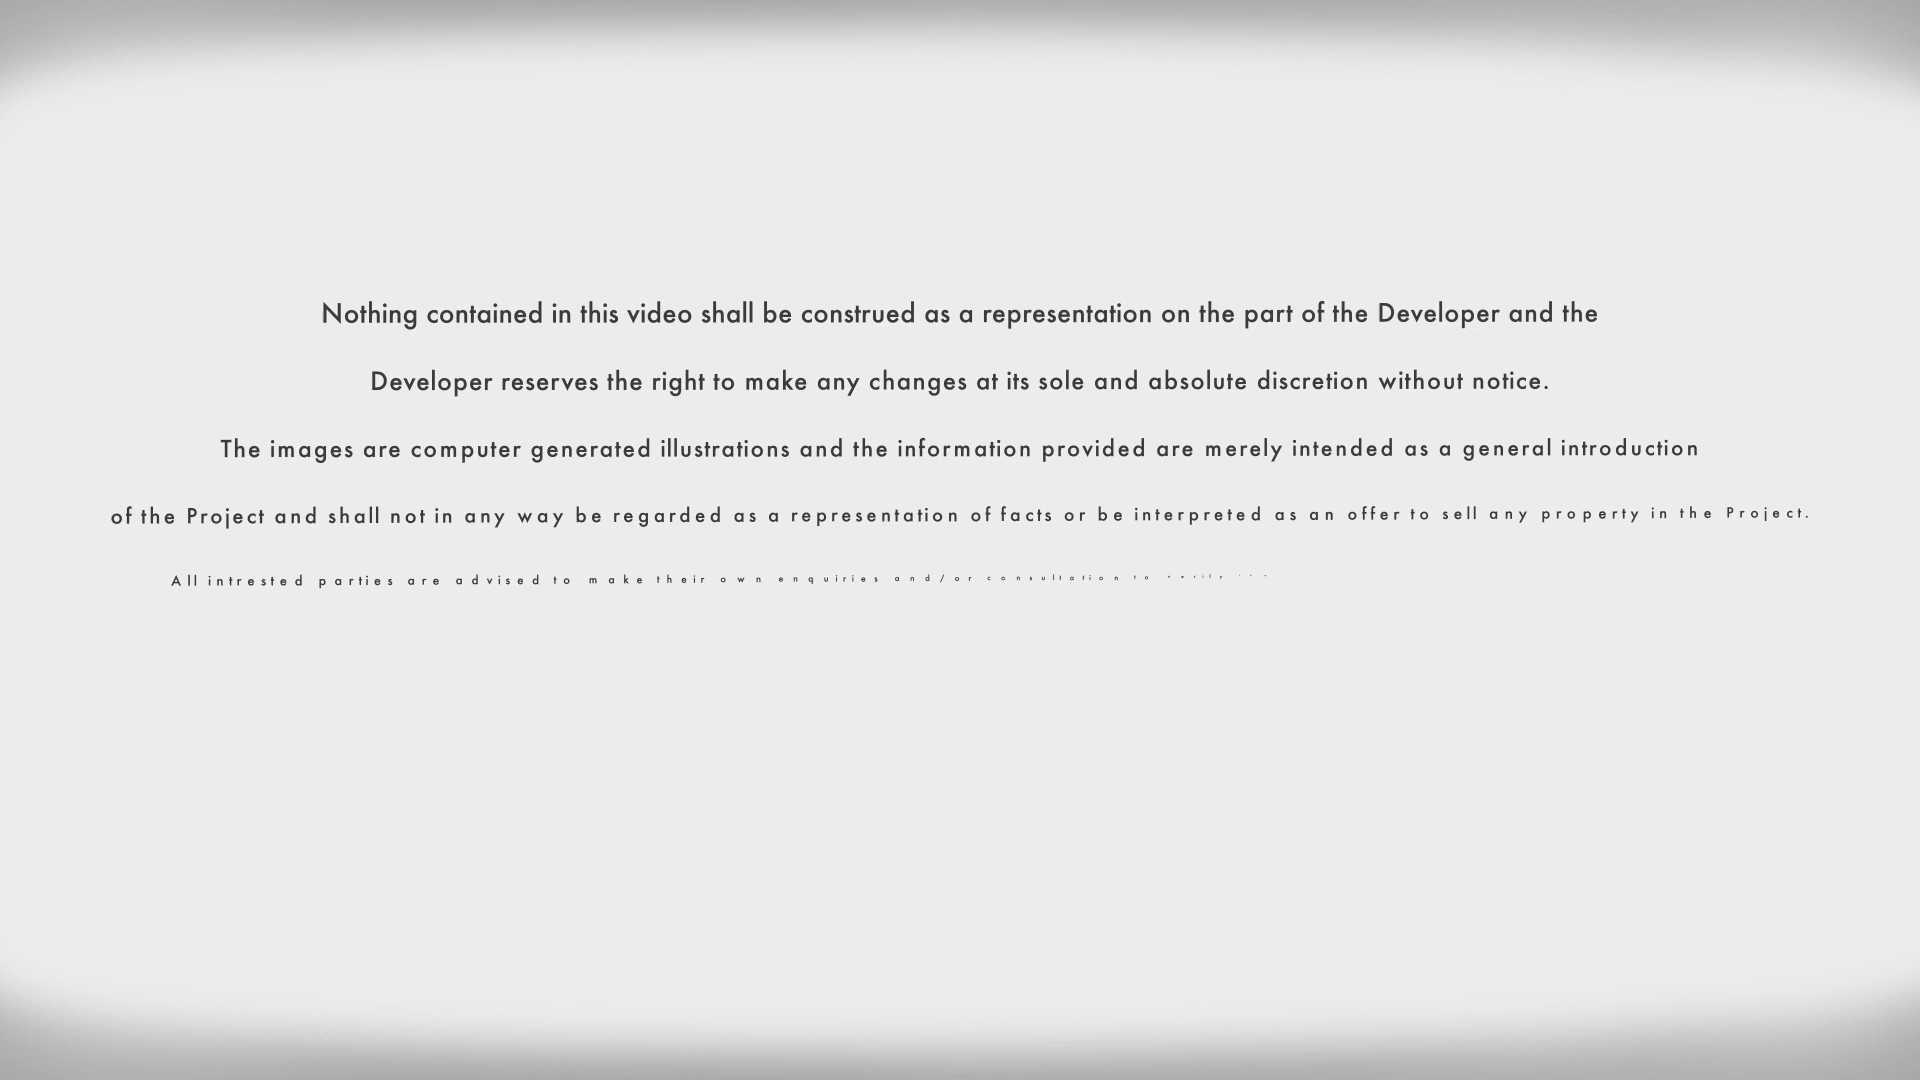 Nothing contained in this video shall be construed as a representation on the part of the Developer and the
Developer reserves the right to make any changes at its sole and absolute discretion without notice.
The images are computer generated illustrations and the information provided are merely intended as a general introduction
of the Project and shall not in any way be regarded as a representation of facts or be interpreted as an offer to sell any property in the Project.
All intrested parties are advised to make their own enquiries and/or consultation to verify